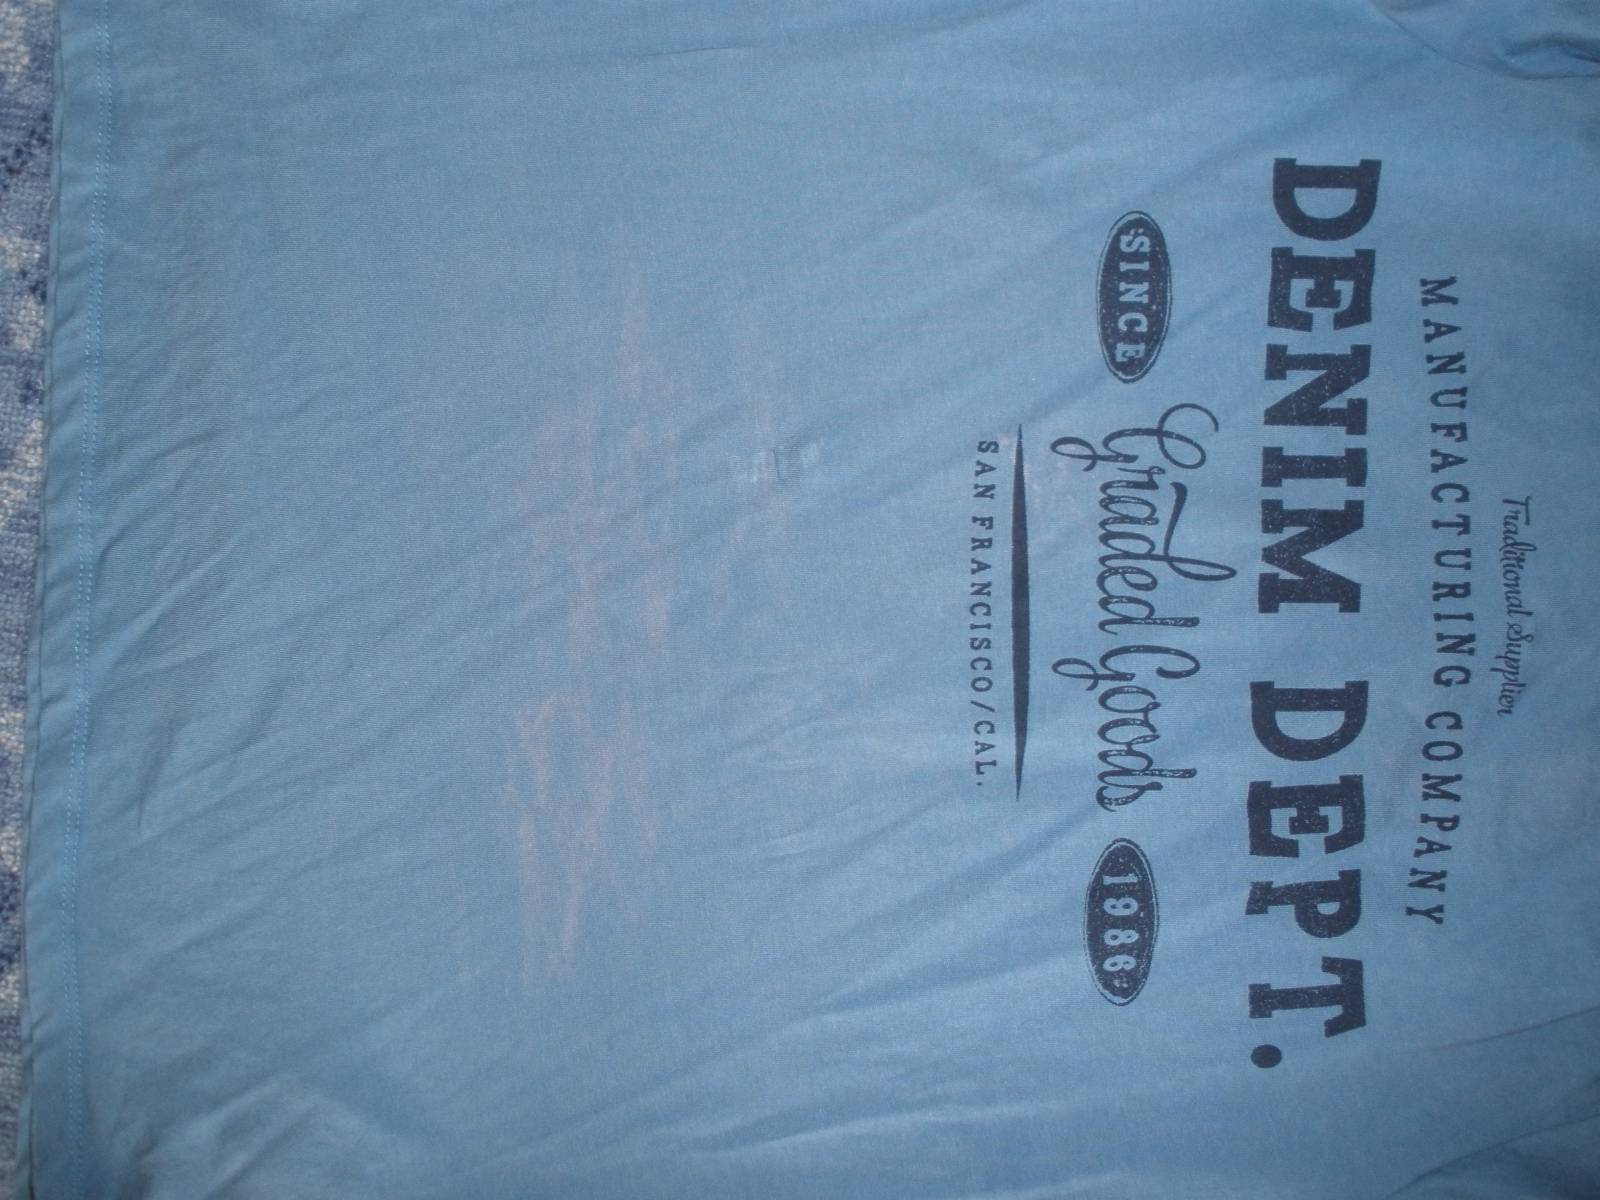 Traditional Supplier
MANUFACTURING COMPANY
DENIM DEPT.
SINCE Graded Goods 1986
SAN FRANCISCO/CAL.